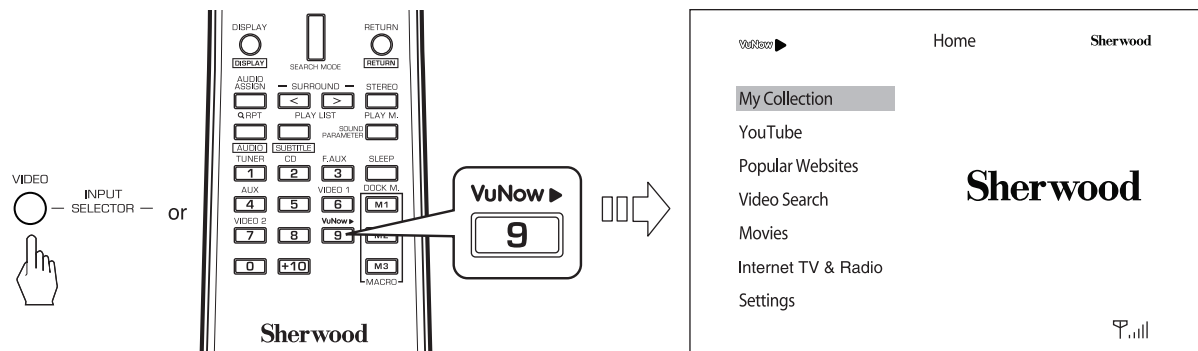 VIDEO
INPUT
SELECTOR
or
DISPLAY
RETURN
DISPLAY
SEARCH MODE
RETURN
AUDIO
ASSIGN
SURROUND
STEREO
< >
RPT
PLAY LIST
PLAY M.
SOUND
PARAMETER
AUDIO
SUBTITLE
TUNER
CD
F.AUX
SLEEP
1 2 3
AUX
VIDEO 1
DOCK M.
4 5 6 M1
VIDEO 2
VuNow
7 8 9 M2
0 +10 M3
MACRO
Sherwood
VuNow
9
VuNow
Home
Sherwood
My Collection
YouTube
Popular Websites
Video Search
Movies
Internet TV & Radio
Settings
Sherwood